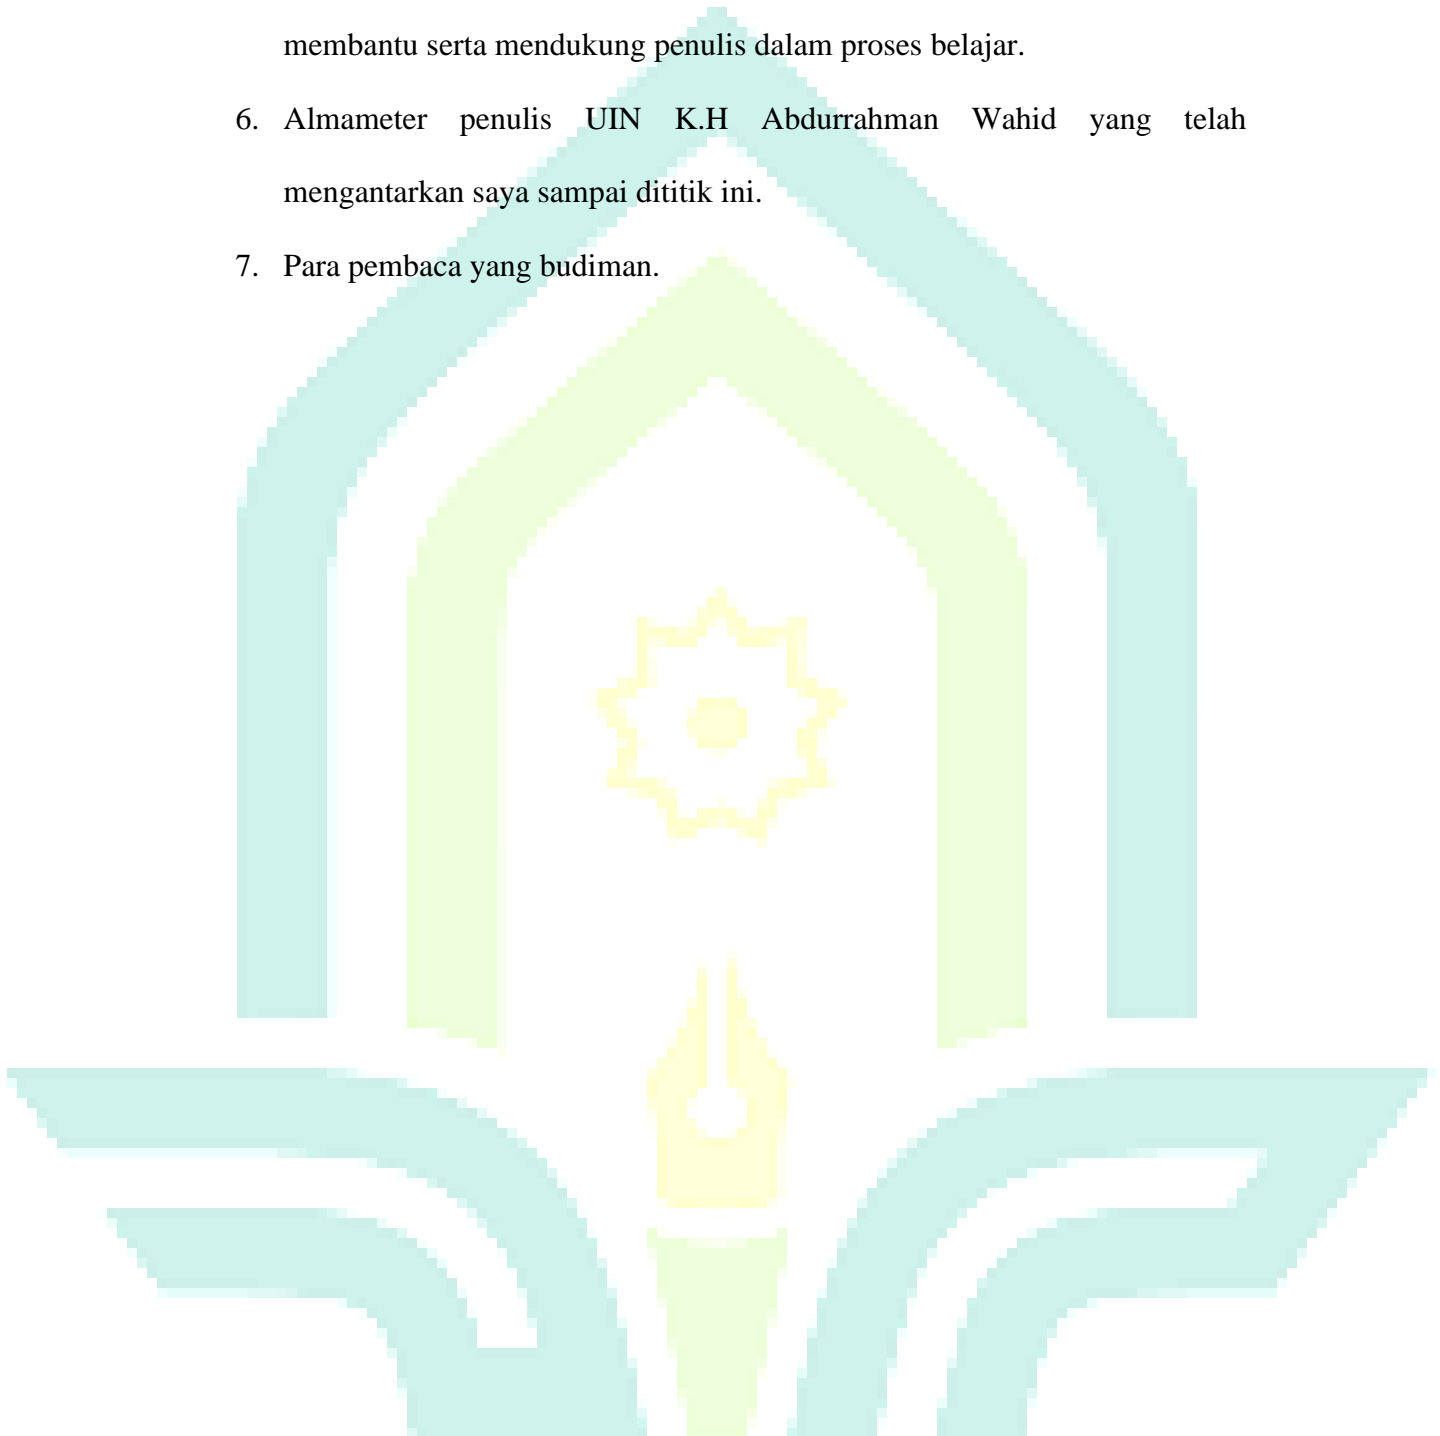 membantu serta mendukung penulis dalam proses belajar.
6. Almameter penulis UIN K.H Abdurrahman Wahid yang telah
mengantarkan saya sampai dititik ini.
7. Para pembaca yang budiman.